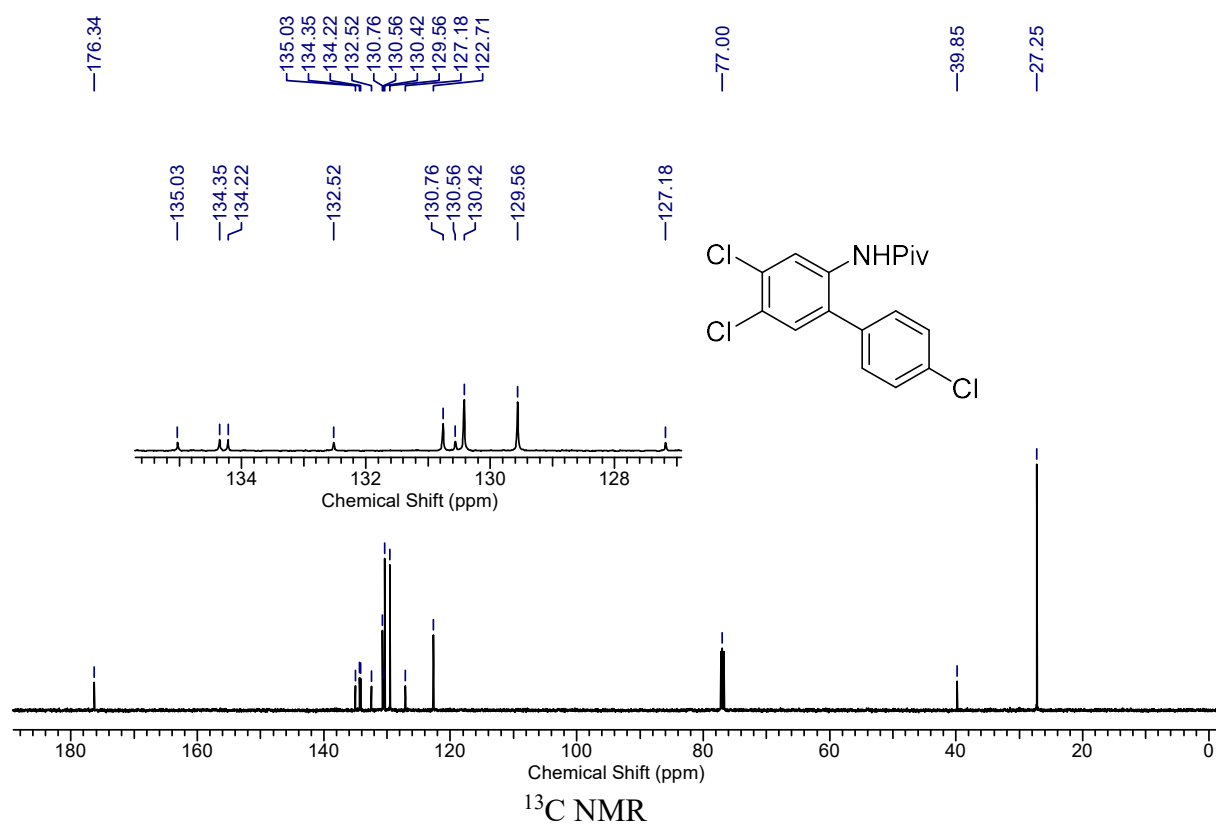 176.34
135.03
134.35
134.22
132.52
130.76
130.56
130.42
129.56
127.18
122.71
77.00
39.85
27.25
135.03
134.35
134.22
132.52
130.76
130.56
130.42
129.56
127.18
Cl
NHPiv
Cl
Cl
134 132 130 128
Chemical Shift (ppm)
180 160 140 120 100 80 60 40 20 0
Chemical Shift (ppm)
¹³C NMR